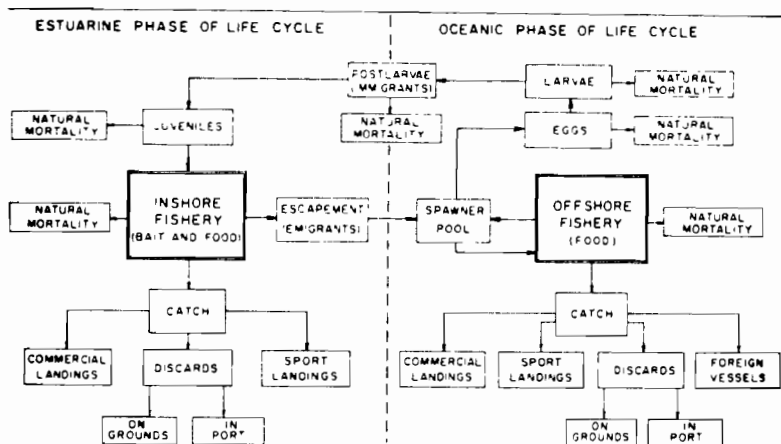 ESTUARINE PHASE OF LIFE CYCLE
OCEANIC PHASE OF LIFE CYCLE
POSTLARVAE
(IMMIGRANTS)
LARVAE
NATURAL
MORTALITY
NATURAL
MORTALITY
JUVENILES
NATURAL
MORTALITY
EGGS
NATURAL
MORTALITY
NATURAL
MORTALITY
INSHORE
FISHERY
(BAIT AND FOOD)
ESCAPEMENT
(EMIGRANTS)
SPAWNER
POOL
OFFSHORE
FISHERY
(FOOD)
NATURAL
MORTALITY
CATCH
CATCH
COMMERCIAL
LANDINGS
DISCARDS
SPORT
LANDINGS
COMMERCIAL
LANDINGS
SPORT
LANDINGS
DISCARDS
FOREIGN
VESSELS
ON
GROUNDS
IN
PORT
ON
GROUNDS
IN
PORT